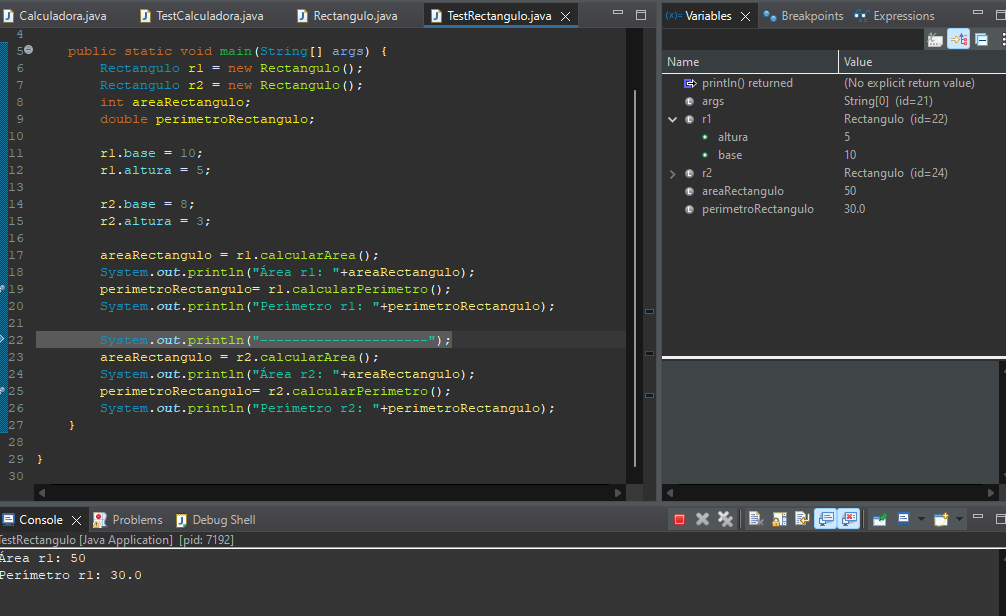 Calculadora.java TestCalculadora.java Rectangulo.java TestRectangulo.java
(x)= Variables Breakpoints Expressions
4
5 public static void main(String[] args) {
6 Rectangulo r1 = new Rectangulo();
7 Rectangulo r2 = new Rectangulo();
8 int areaRectangulo;
9 double perimetroRectangulo;
10
11 r1.base = 10;
12 r1.altura = 5;
13
14 r2.base = 8;
15 r2.altura = 3;
16
17 areaRectangulo = r1.calcularArea();
18 System.out.println("Área r1: "+areaRectangulo);
19 perimetroRectangulo= r1.calcularPerimetro();
20 System.out.println("Perímetro r1: "+perimetroRectangulo);
21
22 System.out.println("---------------------");
23 areaRectangulo = r2.calcularArea();
24 System.out.println("Área r2: "+areaRectangulo);
25 perimetroRectangulo= r2.calcularPerimetro();
26 System.out.println("Perímetro r2: "+perimetroRectangulo);
27 }
28
29 }
30
Name Value
println() returned (No explicit return value)
args String[0] (id=21)
r1 Rectangulo (id=22)
altura 5
base 10
r2 Rectangulo (id=24)
areaRectangulo 50
perimetroRectangulo 30.0
Console Problems Debug Shell
TestRectangulo [Java Application] [pid: 7192]
Área r1: 50
Perímetro r1: 30.0